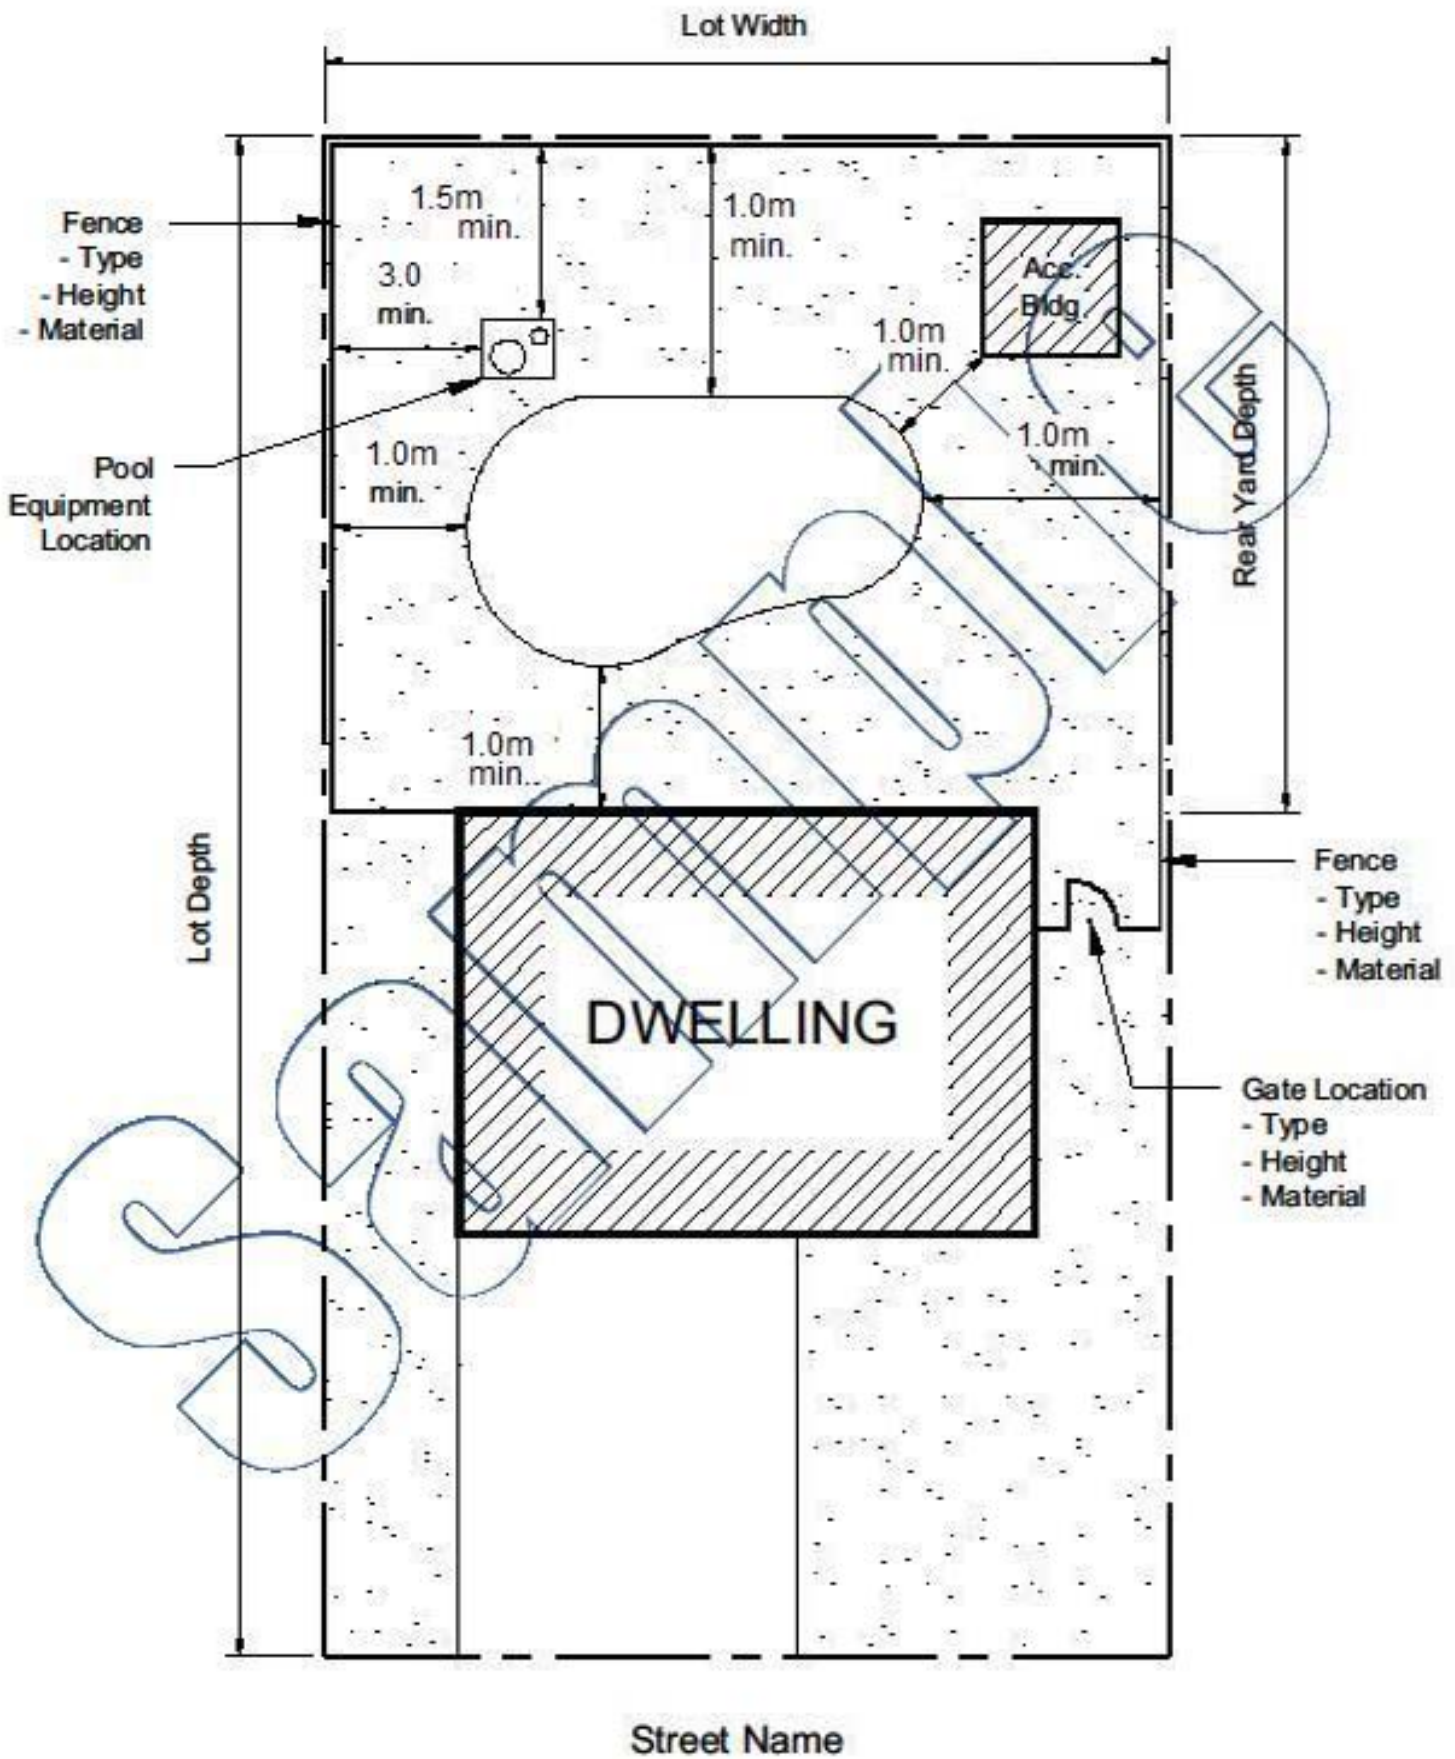 Lot Width
Fence
- Type
- Height
- Material
1.5m
min.
1.0m
min.
3.0
min.
Acc.
Bldg.
1.0m
min.
1.0m
min.
Rear Yard Depth
Pool
Equipment
Location
1.0m
min.
1.0m
min.
Lot Depth
Fence
- Type
- Height
- Material
DWELLING
Gate Location
- Type
- Height
- Material
Sample
Street Name